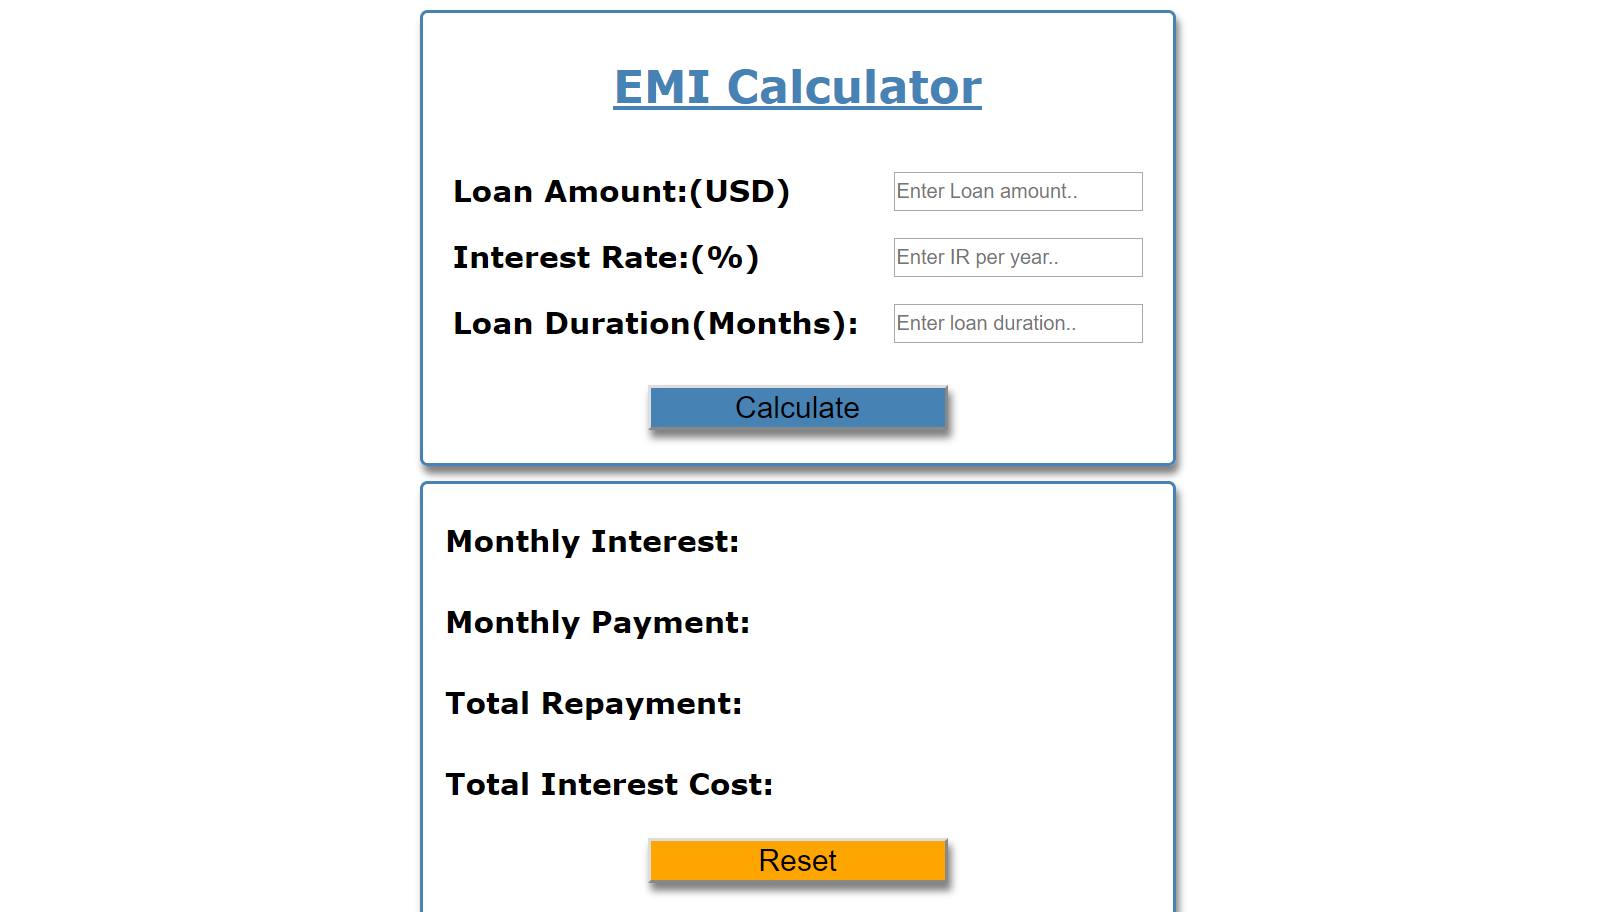 EMI Calculator
Loan Amount:(USD) Enter Loan amount..
Interest Rate:(%) Enter IR per year..
Loan Duration(Months): Enter loan duration..
Calculate
Monthly Interest:
Monthly Payment:
Total Repayment:
Total Interest Cost:
Reset